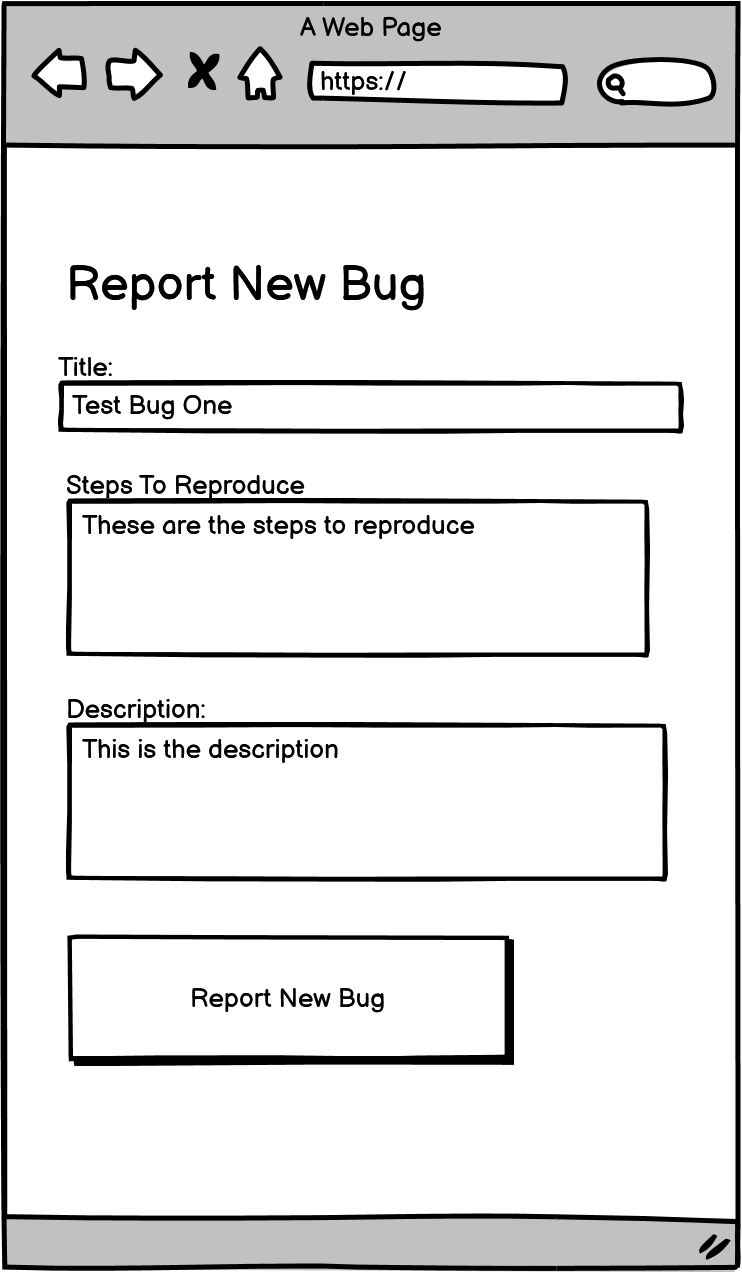 A Web Page
https://
Report New Bug
Title:
Test Bug One
Steps To Reproduce
These are the steps to reproduce
Description:
This is the description
Report New Bug